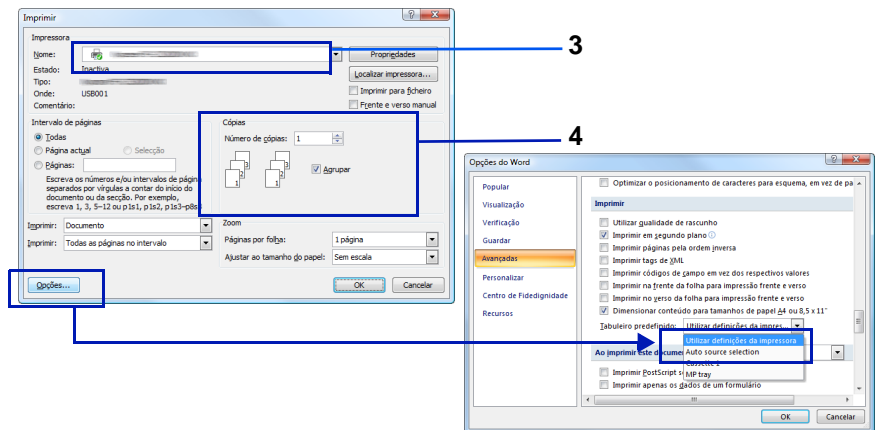 Imprimir
Impressora
Nome:
Propriedades
3
Estado: Inactiva
Localizar impressora...
Tipo:
Onde: USB001
Imprimir para ficheiro
Comentário:
Frente e verso manual
Intervalo de páginas
Todas
Página actual Selecção
Páginas:
Escreva os números e/ou intervalos de página
separados por vírgulas a contar do início do
documento ou da secção. Por exemplo,
escreva 1, 3, 5–12 ou p1s1, p1s2, p1s3–p8s3
Cópias
Número de cópias: 1
4
3 3
2 2
1 1
Agrupar
Imprimir: Documento
Imprimir: Todas as páginas no intervalo
Zoom
Páginas por folha: 1 página
Ajustar ao tamanho do papel: Sem escala
Opções...
OK Cancelar
Opções do Word
Popular
Visualização
Verificação
Guardar
Avançadas
Personalizar
Centro de Fidedignidade
Recursos
Optimizar o posicionamento de caracteres para esquema, em vez de pa
Imprimir
Utilizar qualidade de rascunho
Imprimir em segundo plano
Imprimir páginas pela ordem inversa
Imprimir tags de XML
Imprimir códigos de campo em vez dos respectivos valores
Imprimir na frente da folha para impressão frente e verso
Imprimir no verso da folha para impressão frente e verso
Dimensionar conteúdo para tamanhos de papel A4 ou 8,5 x 11"
Tabuleiro predefinido: Utilizar definições da impres...
Utilizar definições da impressora
Auto source selection
Cassette 1
MP tray
Ao imprimir este docume
Imprimir PostScript s
Imprimir apenas os dados de um formulário
OK Cancelar